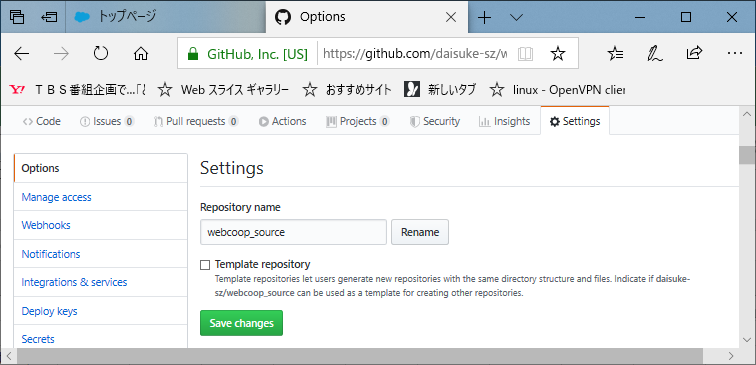 トップページ
Options
GitHub, Inc. [US]
https://github.com/daisuke-sz/w
Y!
ＴＢＳ番組企画で...「ど
Web スライス ギャラリー
おすすめサイト
新しいタブ
linux - OpenVPN clien
Code
Issues 0
Pull requests 0
Actions
Projects 0
Security
Insights
Settings
Options
Manage access
Webhooks
Notifications
Integrations & services
Deploy keys
Secrets
Settings
Repository name
webcoop_source
Rename
Template repository
Template repositories let users generate new repositories with the same directory structure and files. Indicate if daisuke-
sz/webcoop_source can be used as a template for creating other repositories.
Save changes